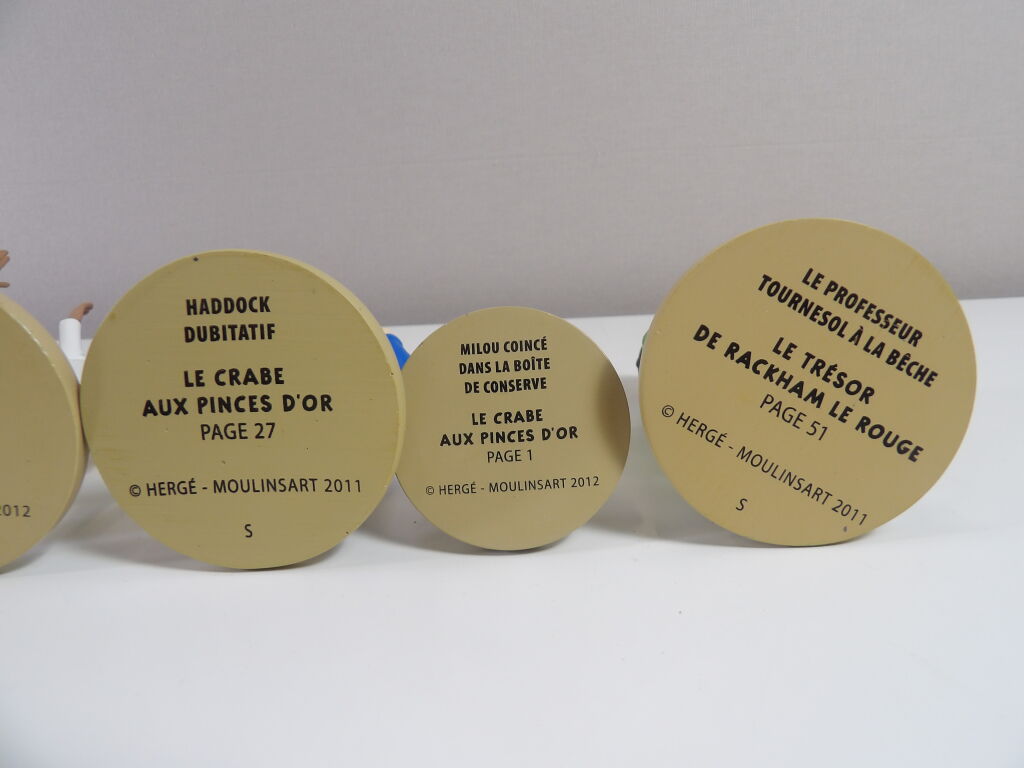 2012
HADDOCK
DUBITATIF
LE CRABE
AUX PINCES D'OR
PAGE 27
© HERGÉ - MOULINSART 2011
S
MILOU COINCÉ
DANS LA BOÎTE
DE CONSERVE
LE CRABE
AUX PINCES D'OR
PAGE 1
© HERGÉ - MOULINSART 2012
LE PROFESSEUR
TOURNESOL À LA BÊCHE
LE TRÉSOR
DE RACKHAM LE ROUGE
PAGE 51
© HERGÉ - MOULINSART 2011
S